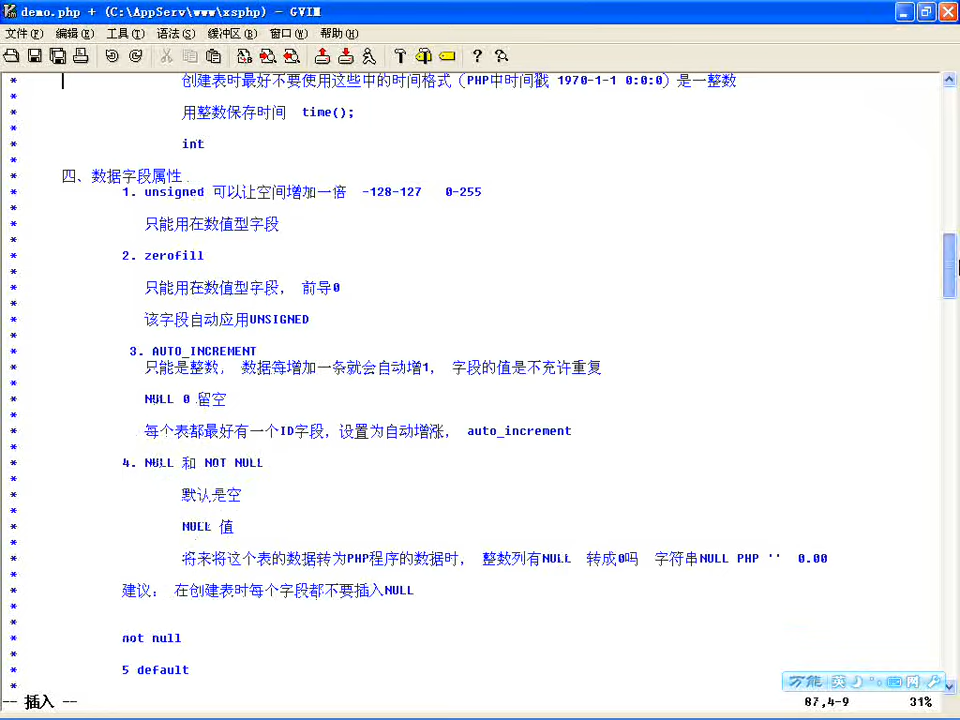 demo.php + (C:\AppServ\www\xsphp) - GVIM
文件(F) 编辑(E) 工具(T) 语法(S) 缓冲区(B) 窗口(W) 帮助(H)
* 创建表时最好不要使用这些中的时间格式（PHP中时间戳 1970-1-1 0:0:0）是一整数
*
* 用整数保存时间 time();
*
* int
*
* 四、数据字段属性
* 1. unsigned 可以让空间增加一倍 -128-127 0-255
*
* 只能用在数值型字段
*
* 2. zerofill
*
* 只能用在数值型字段， 前导0
*
* 该字段自动应用UNSIGNED
*
* 3. AUTO_INCREMENT
* 只能是整数， 数据每增加一条就会自动增1， 字段的值是不充许重复
*
* NULL 0 留空
*
* 每个表都最好有一个ID字段，设置为自动增涨， auto_increment
*
* 4. NULL 和 NOT NULL
*
* 默认是空
*
* NULL 值
*
* 将来将这个表的数据转为PHP程序的数据时， 整数列有NULL 转成0吗 字符串NULL PHP '' 0.00
*
* 建议： 在创建表时每个字段都不要插入NULL
*
*
* not null
*
* 5 default
*
万能 英 网
-- 插入 -- 87,4-9 31%